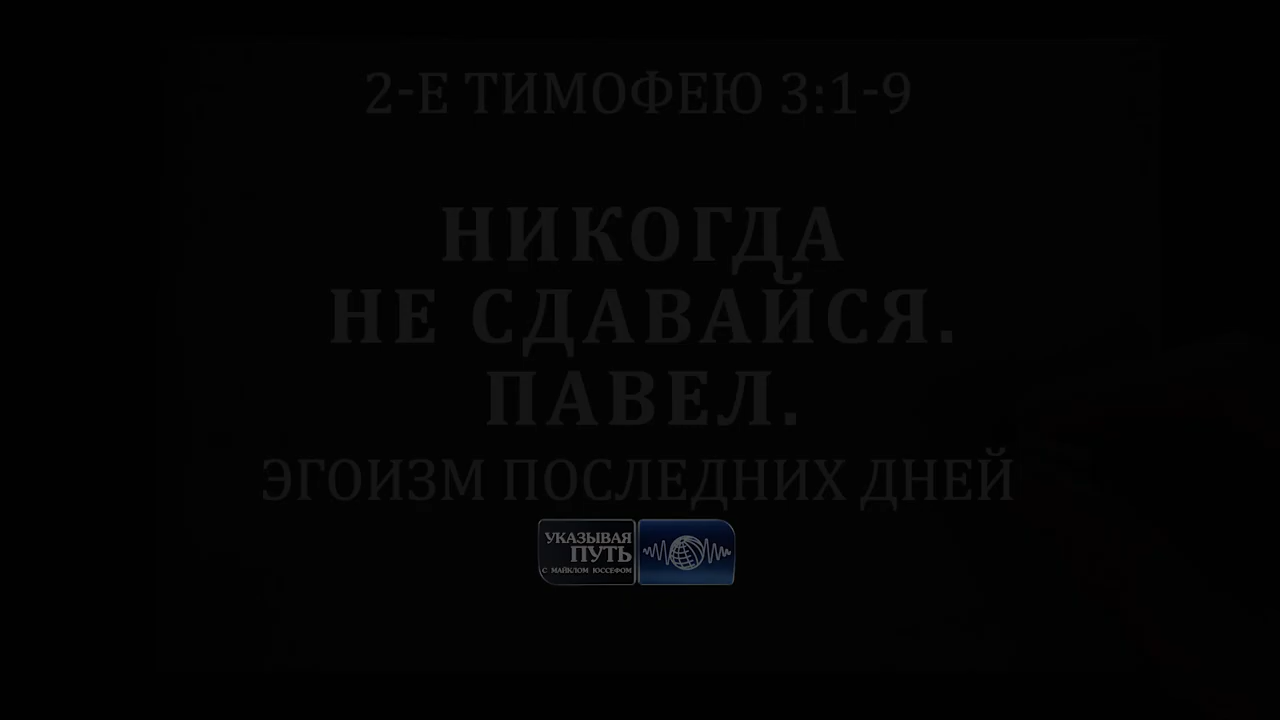 2-Е ТИМОФЕЮ 3:1-9
НИКОГДА
НЕ СДАВАЙСЯ.
ПАВЕЛ.
ЭГОИЗМ ПОСЛЕДНИХ ДНЕЙ
УКАЗЫВАЯ
ПУТЬ
С МАЙКЛОМ ЮССЕФОМ